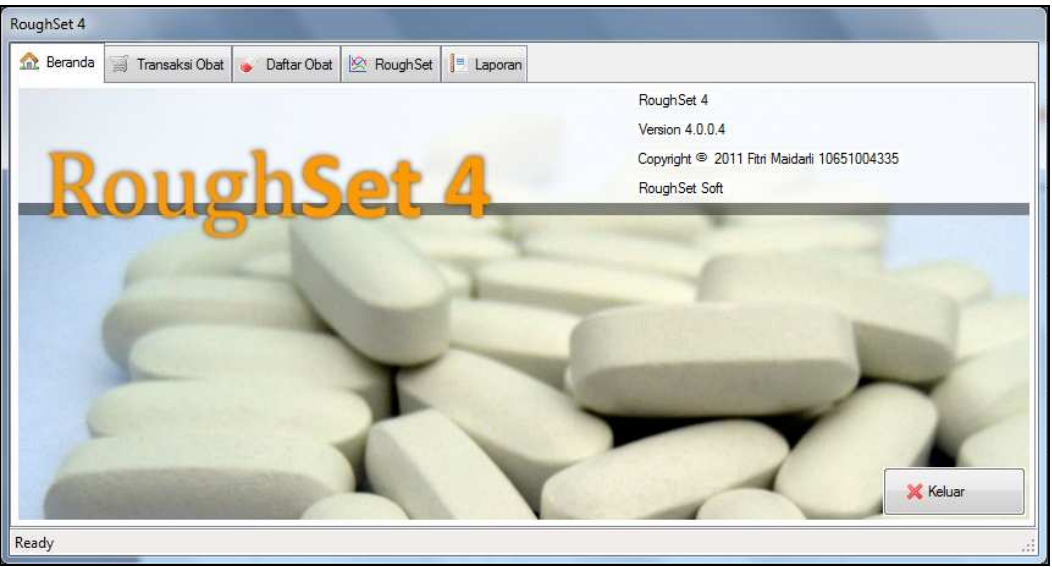 RoughSet 4
Beranda Transaksi Obat Daftar Obat RoughSet Laporan
RoughSet 4
Version 4.0.0.4
Copyright © 2011 Fitri Maidarli 10651004335
RoughSet Soft
RoughSet 4
Keluar
Ready